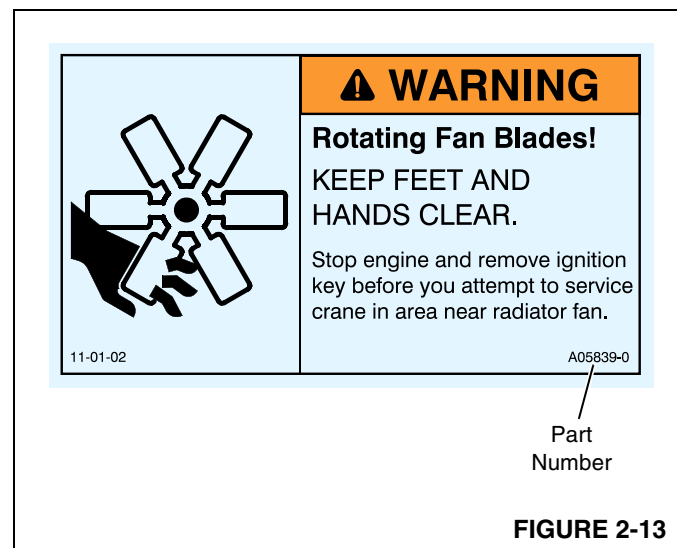 WARNING
Rotating Fan Blades!
KEEP FEET AND
HANDS CLEAR.
Stop engine and remove ignition
key before you attempt to service
crane in area near radiator fan.
11-01-02
A05839-0
Part
Number
FIGURE 2-13